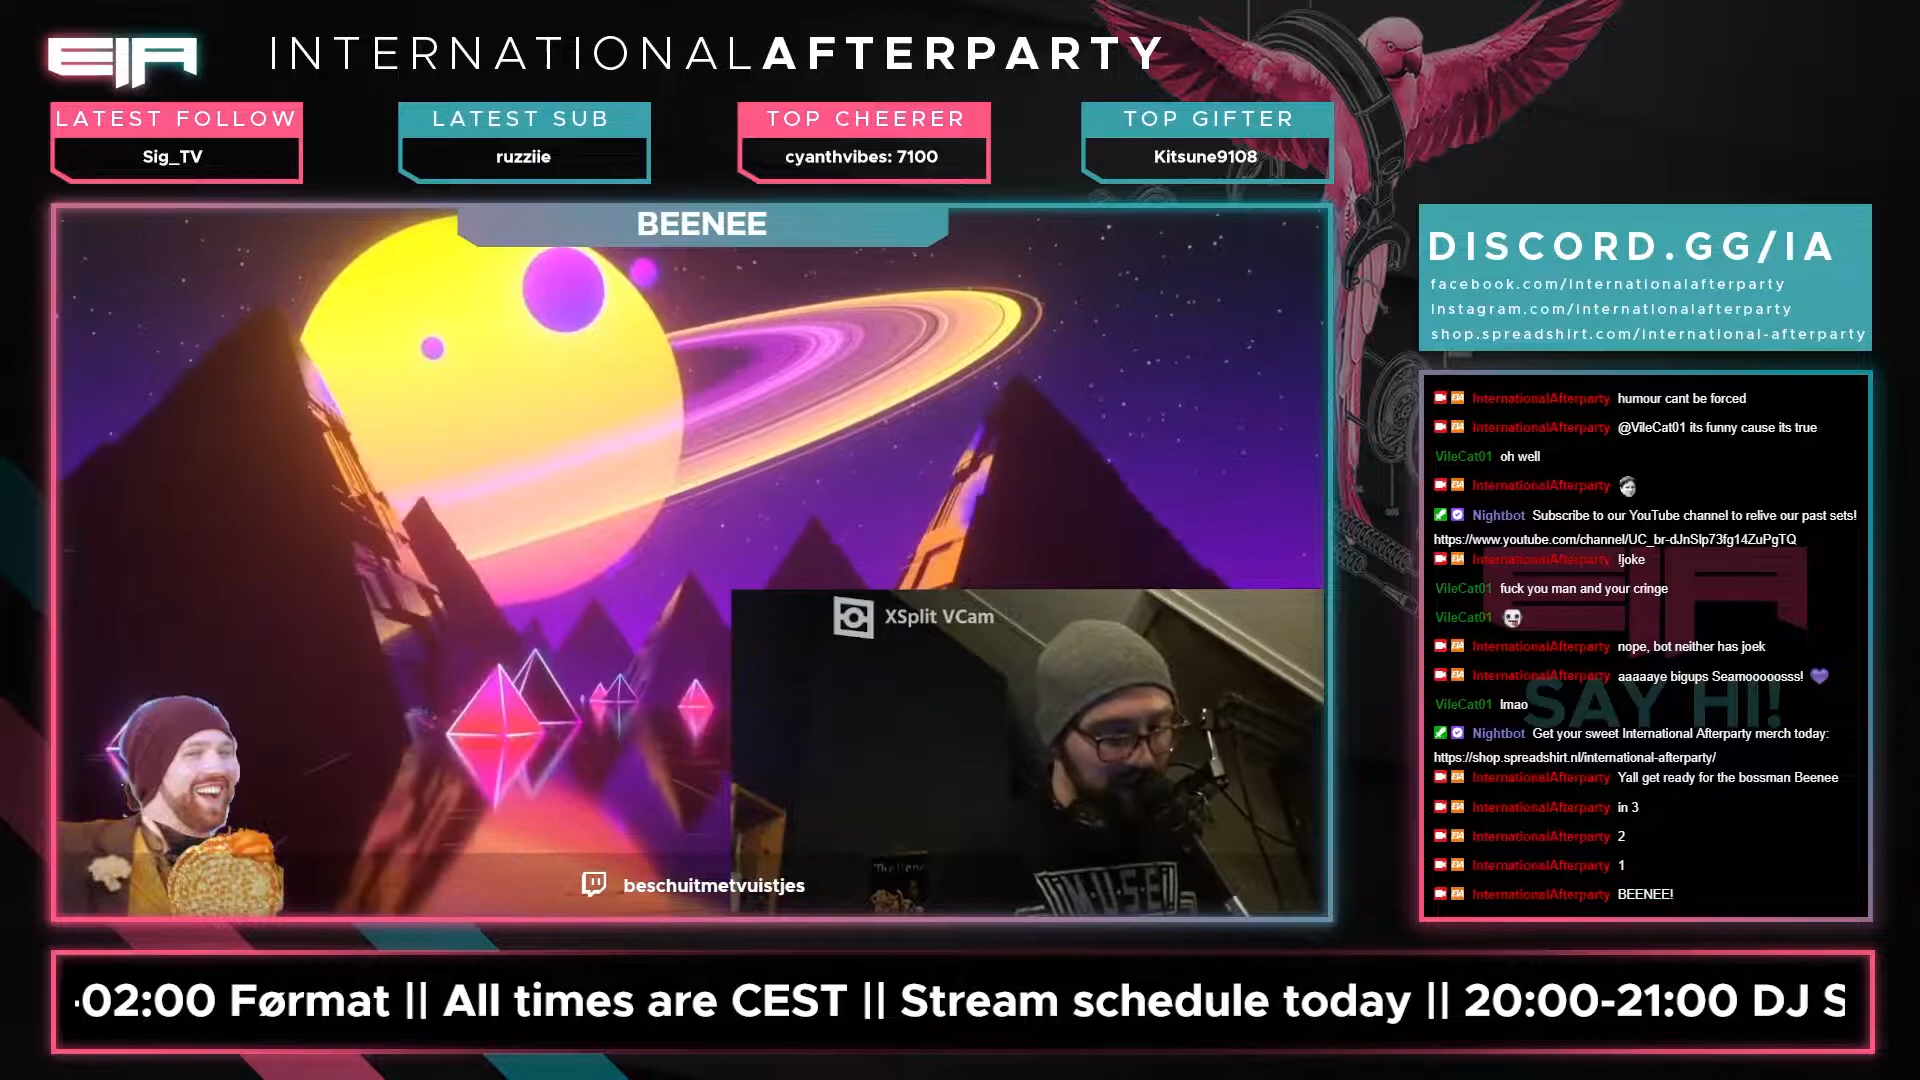 EIA INTERNATIONALAFTERPARTY
LATEST FOLLOW
Sig_TV
LATEST SUB
ruzziie
TOP CHEERER
cyanthvibes: 7100
TOP GIFTER
Kitsune9108
BEENEE
XSplit VCam
beschuitmetvuistjes
DISCORD.GG/IA
facebook.com/internationalafterparty
instagram.com/internationalafterparty
shop.spreadshirt.com/international-afterparty
InternationalAfterparty humour cant be forced
InternationalAfterparty @VileCat01 its funny cause its true
VileCat01 oh well
InternationalAfterparty
Nightbot Subscribe to our YouTube channel to relive our past sets!
https://www.youtube.com/channel/UC_br-dJnSlp73fg14ZuPgTQ
InternationalAfterparty !joke
VileCat01 fuck you man and your cringe
VileCat01
InternationalAfterparty nope, bot neither has joek
InternationalAfterparty aaaaaye bigups Seamooooosss! 💜
VileCat01 lmao
Nightbot Get your sweet International Afterparty merch today:
https://shop.spreadshirt.nl/international-afterparty/
InternationalAfterparty Yall get ready for the bossman Beenee
InternationalAfterparty in 3
InternationalAfterparty 2
InternationalAfterparty 1
InternationalAfterparty BEENEE!
EIA
SAY HI!
-02:00 Førmat || All times are CEST || Stream schedule today || 20:00-21:00 DJ S